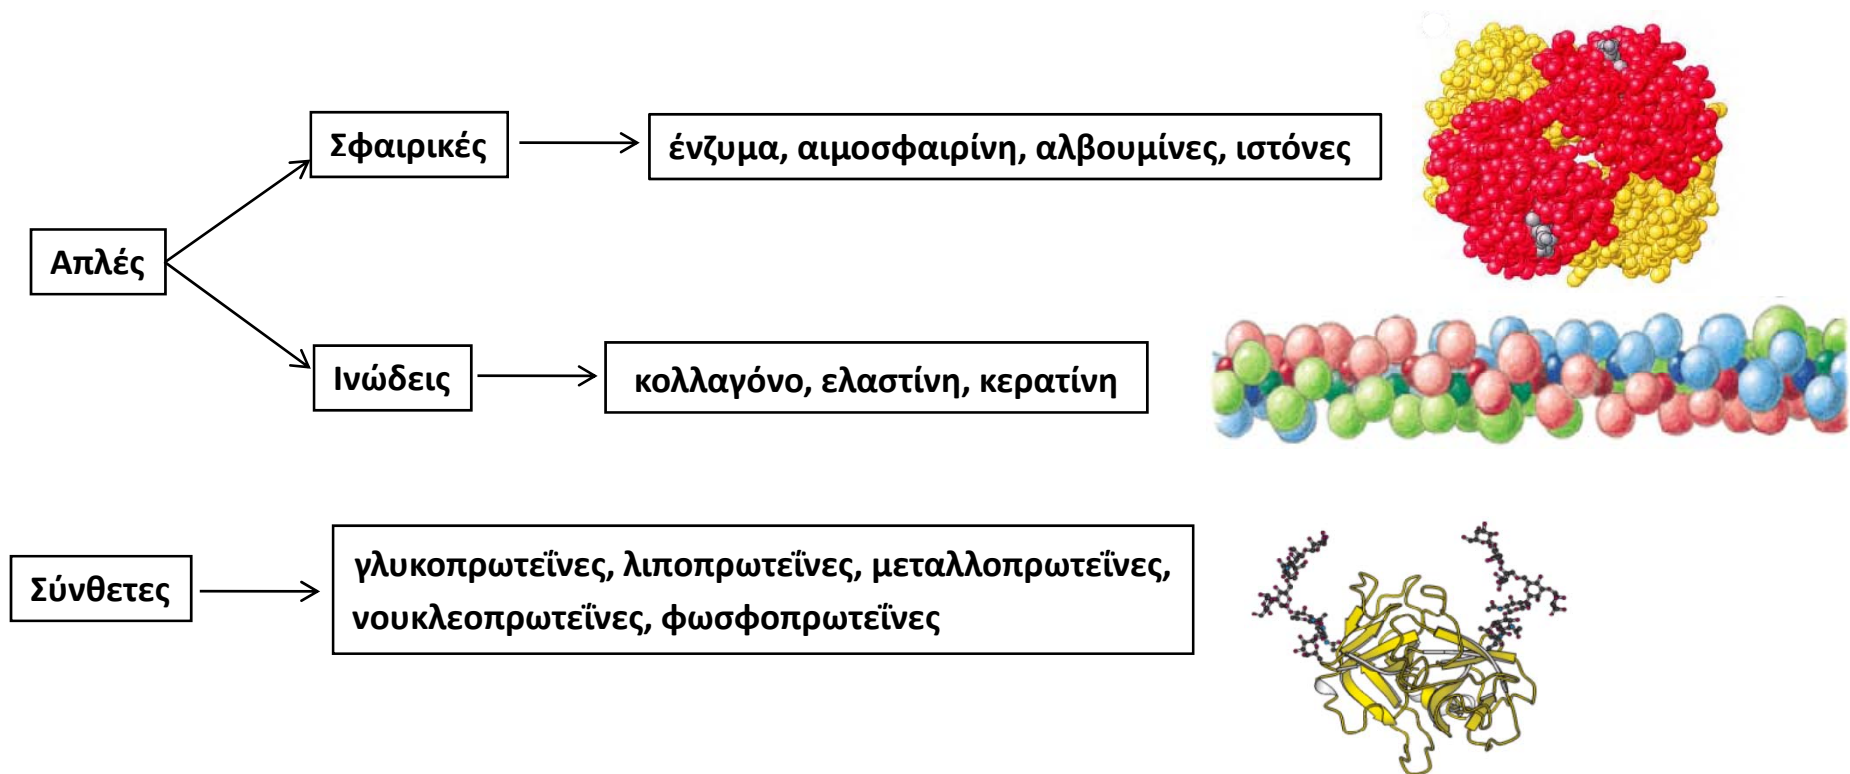 Απλές
Σφαιρικές
ένζυμα, αιμοσφαιρίνη, αλβουμίνες, ιστόνες
Ινώδεις
κολλαγόνο, ελαστίνη, κερατίνη
Σύνθετες
γλυκοπρωτεΐνες, λιποπρωτεΐνες, μεταλλοπρωτεΐνες,
νουκλεοπρωτεΐνες, φωσφοπρωτεΐνες